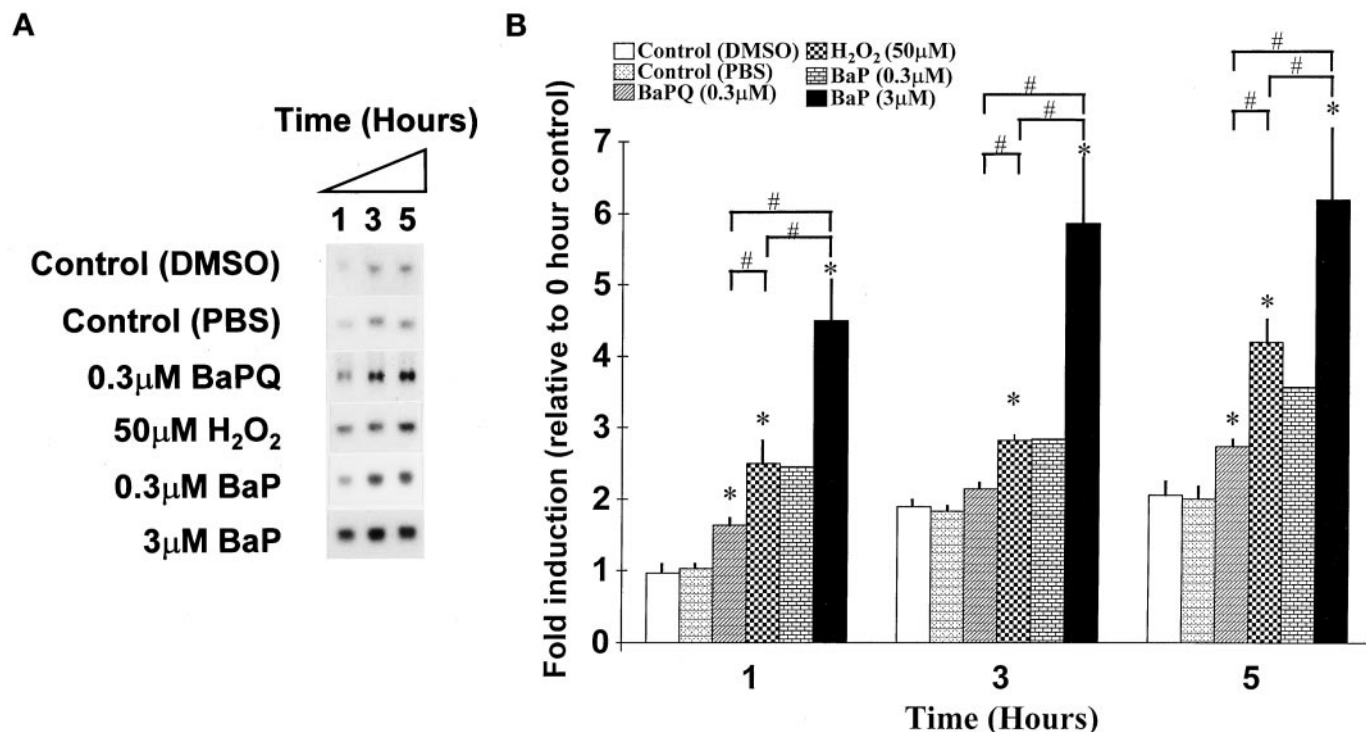 A
Time (Hours)
1 3 5
Control (DMSO)
Control (PBS)
0.3μM BaPQ
50μM H₂O₂
0.3μM BaP
3μM BaP
B
Control (DMSO)
Control (PBS)
BaPQ (0.3μM)
H₂O₂ (50μM)
BaP (0.3μM)
BaP (3μM)
Fold induction (relative to 0 hour control)
7
6
5
4
3
2
1
0
# # #
* * *
# # #
* *
# # #
* * *
1 3 5
Time (Hours)